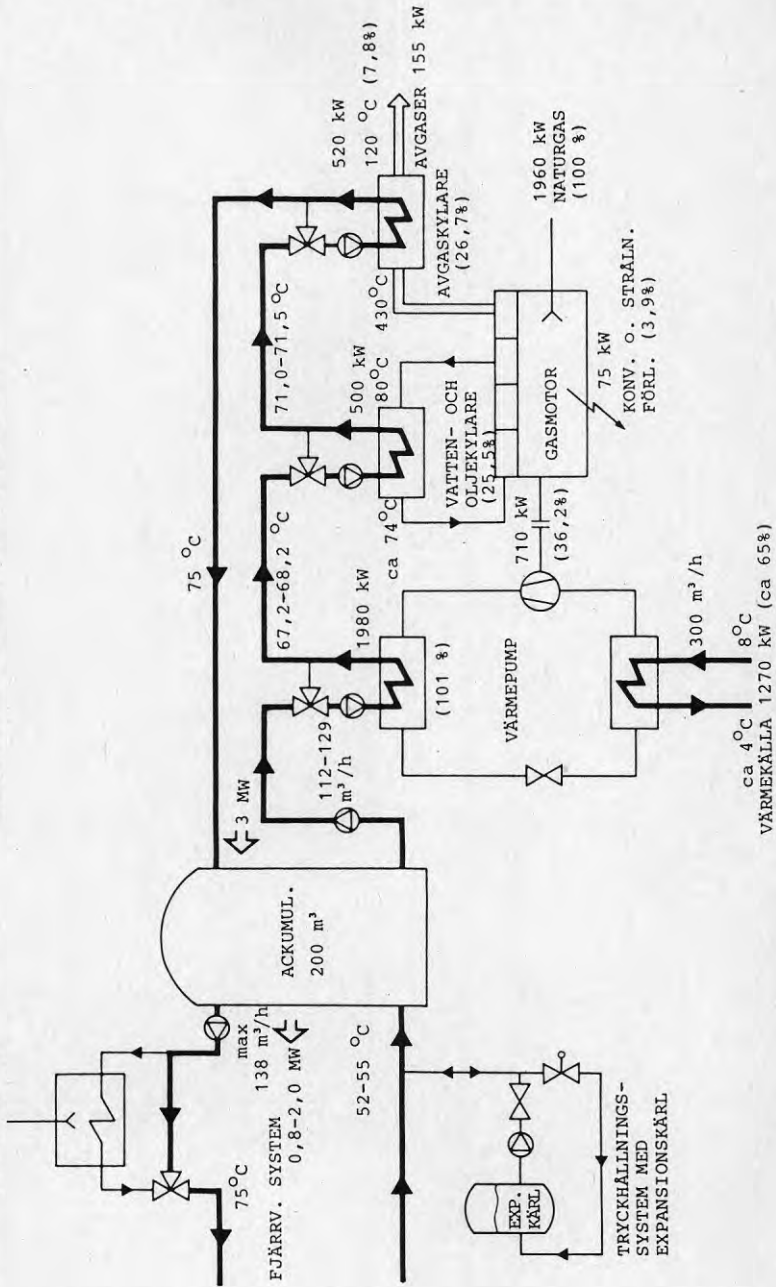 75°C
FJÄRRV. SYSTEM
0,8-2,0 MW
max
138 m³/h
52-55 °C
EXP.
KÄRL
TRYCKHÅLLNINGS-
SYSTEM MED
EXPANSIONSKÄRL
ACKUMUL.
200 m³
3 MW
112-129
m³/h
75 °C
67,2-68,2 °C
1980 kW
(101 %)
VÄRMEPUMP
ca 4°C
8°C
300 m³/h
VÄRMEKÄLLA 1270 kW (ca 65%)
71,0-71,5°C
500 kW
80°C
ca 74°C
VATTEN- OCH
OLJEKYLARE
(25,5%)
710 kW
(36,2%)
GASMOTOR
75 kW
KONV. O. STRÅLN.
FÖRL. (3,9%)
430°C
AVGASKYLARE
(26,7%)
520 kW
120 °C (7,8%)
AVGASER 155 kW
1960 kW
NATURGAS
(100 %)